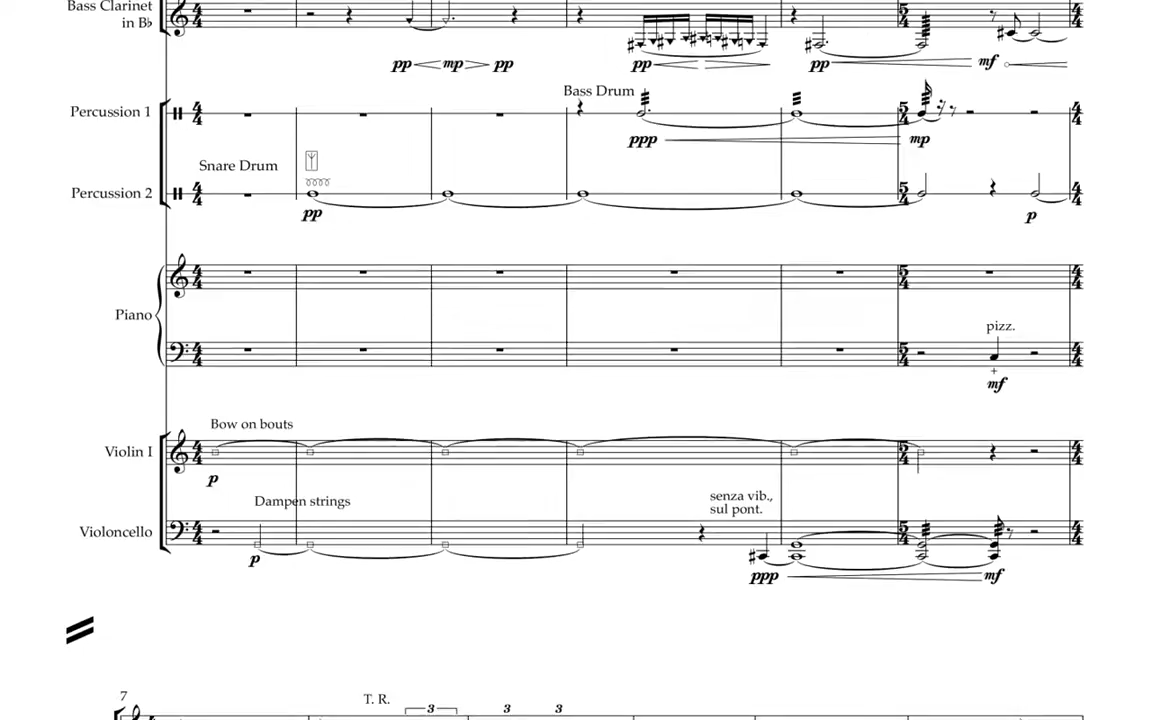 Bass Clarinet
in B♭
pp mp pp pp pp mf
Bass Drum
Percussion 1
ppp mp
Snare Drum
Percussion 2
pp p
Piano
pizz.
+
mf
Bow on bouts
Violin I
p
Dampen strings
senza vib.,
sul pont.
Violoncello
p ppp mf
7
T. R.
3 3 3